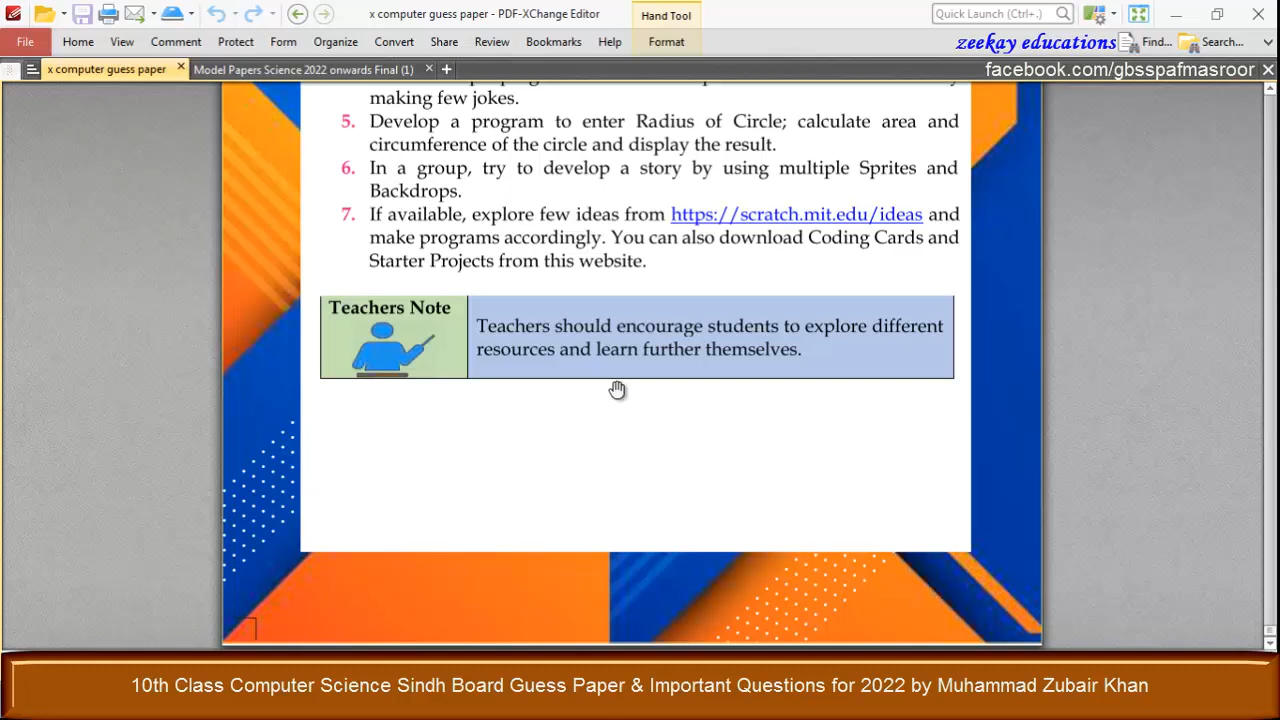 x computer guess paper - PDF-XChange Editor
Hand Tool
Quick Launch (Ctrl+.)
File Home View Comment Protect Form Organize Convert Share Review Bookmarks Help Format
zeekay educations
Find...
Search...
x computer guess paper
Model Papers Science 2022 onwards Final (1)
facebook.com/gbsspafmasroor
making few jokes.
5. Develop a program to enter Radius of Circle; calculate area and
circumference of the circle and display the result.
6. In a group, try to develop a story by using multiple Sprites and
Backdrops.
7. If available, explore few ideas from https://scratch.mit.edu/ideas and
make programs accordingly. You can also download Coding Cards and
Starter Projects from this website.
Teachers Note
Teachers should encourage students to explore different
resources and learn further themselves.
10th Class Computer Science Sindh Board Guess Paper & Important Questions for 2022 by Muhammad Zubair Khan